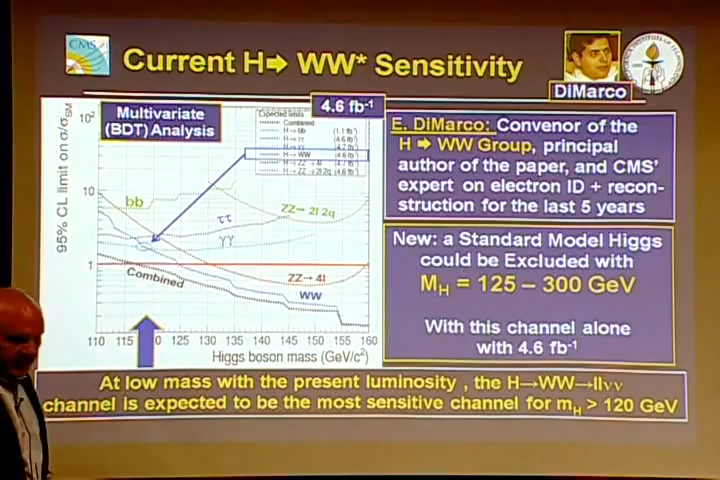 CMS
Current H➡ WW* Sensitivity
DiMarco
Multivariate
(BDT) Analysis
4.6 fb-1
95% CL limit on σ/σSM
10²
10
1
Expected limits
Combined
H→ bb (1.1 fb-1)
H→ ττ (4.6 fb-1)
H→ γγ (4.7 fb-1)
H→ WW (4.6 fb-1)
H→ ZZ→ 4l
H→ ZZ→ 2l 2q (4.6 fb-1)
bb
ττ
γγ
ZZ→ 2l 2q
ZZ→ 4l
WW
Combined
110 115 120 125 130 135 140 145 150 155 160
Higgs boson mass (GeV/c²)
E. DiMarco: Convenor of the
H ➡ WW Group, principal
author of the paper, and CMS’
expert on electron ID + recon-
struction for the last 5 years
New: a Standard Model Higgs
could be Excluded with
MH = 125 – 300 GeV
With this channel alone
with 4.6 fb-1
At low mass with the present luminosity , the H→WW→llνν
channel is expected to be the most sensitive channel for mH > 120 GeV